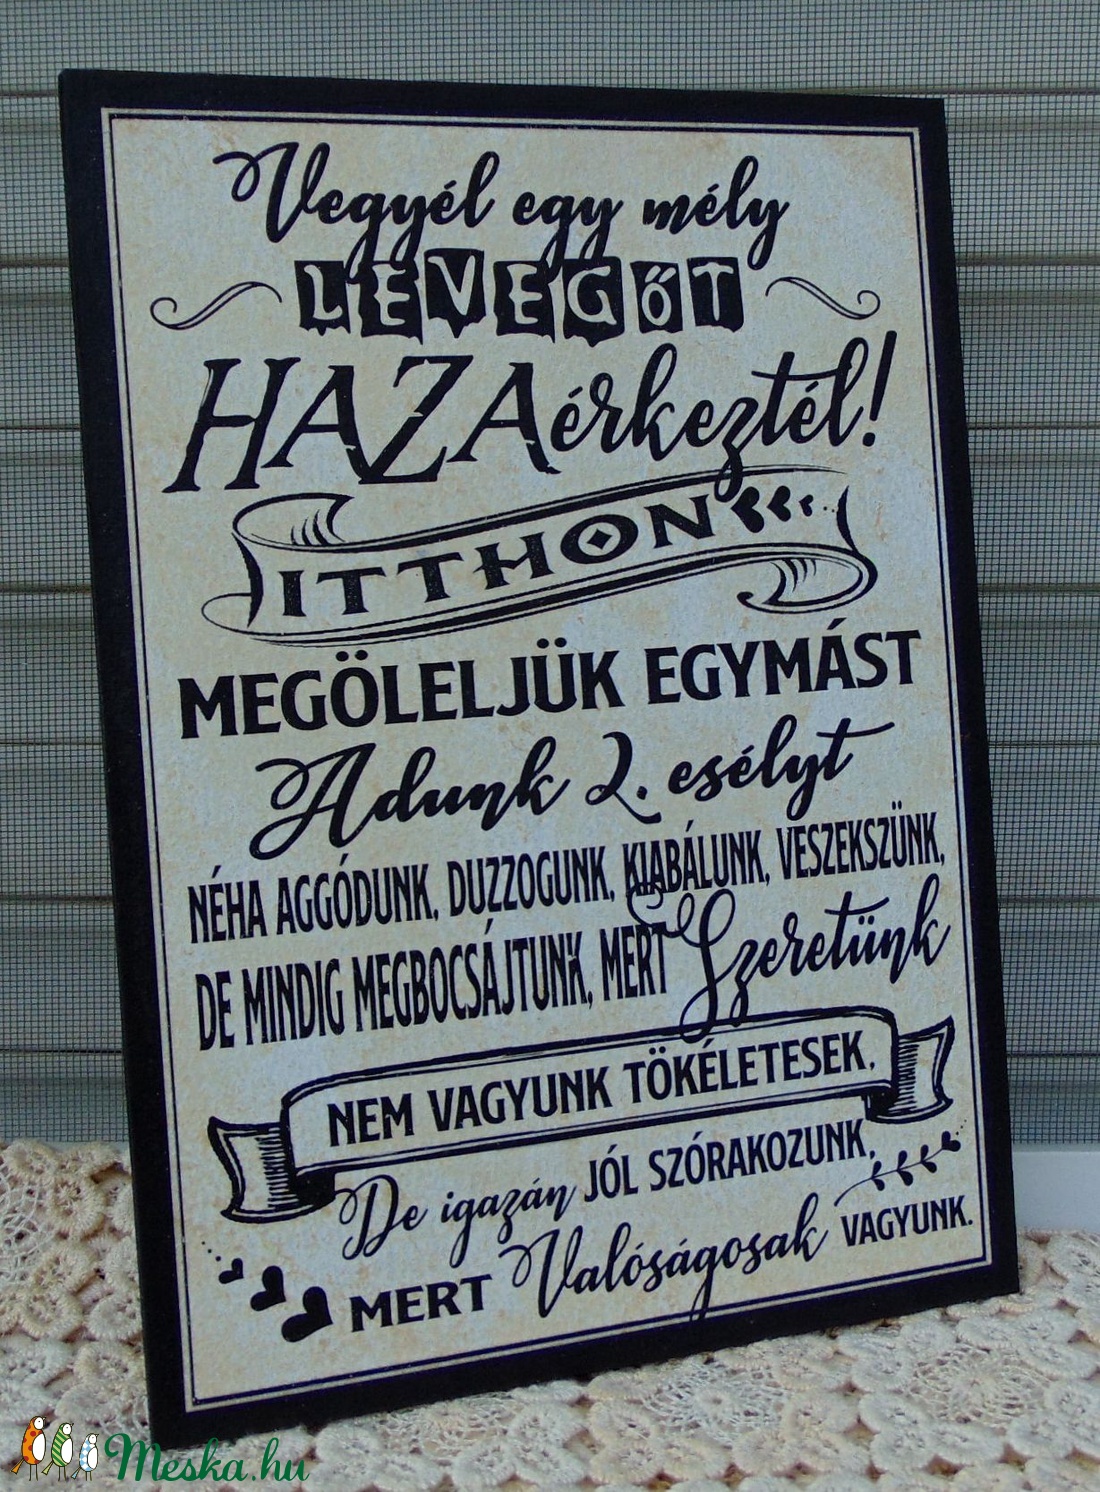 Vegyél egy mély
LEVEGŐT
HAZAérkeztél!
ITTHON
MEGÖLELJÜK EGYMÁST
Adunk 2. esélyt
NÉHA AGGÓDUNK, DUZZOGUNK, KIABÁLUNK, VESZEKSZÜNK,
DE MINDIG MEGBOCSÁJTUNK, MERT Szeretünk
NEM VAGYUNK TÖKÉLETESEK,
De igazán JÓL SZÓRAKOZUNK,
MERT Valóságosak VAGYUNK.
Meska.hu